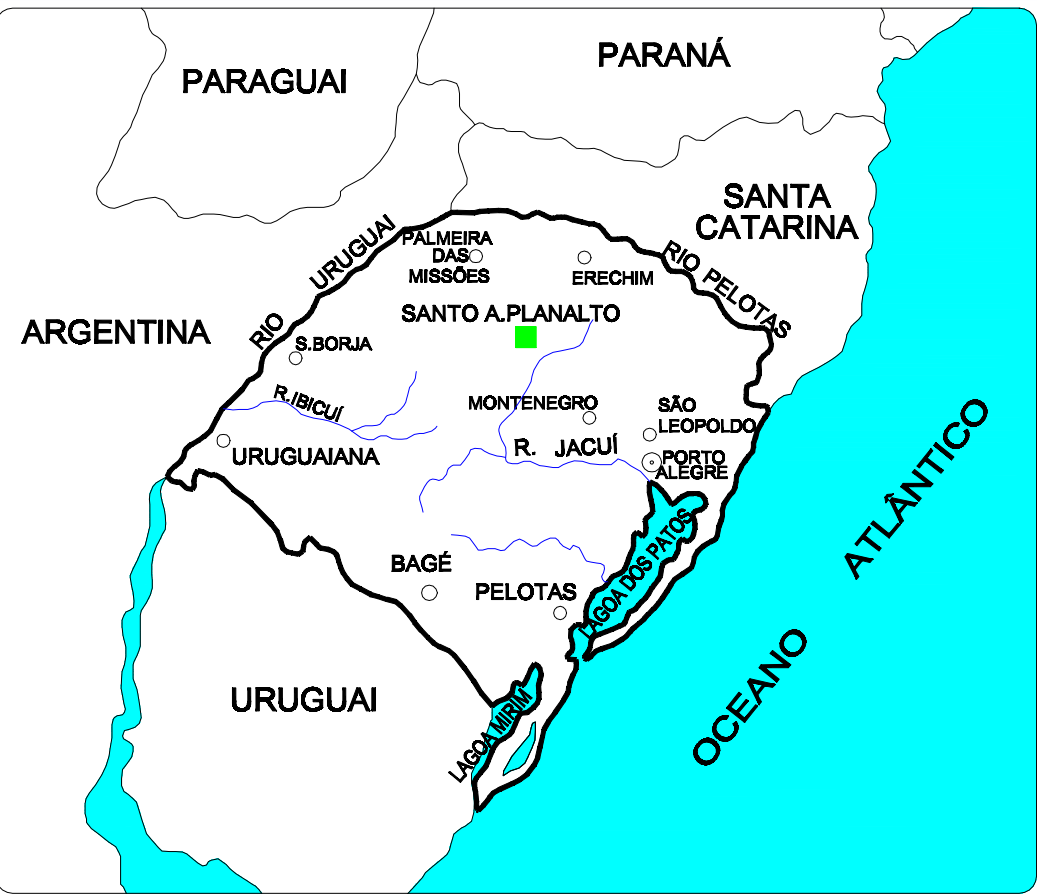 PARANÁ
PARAGUAI
SANTA
CATARINA
RIO URUGUAI
PALMEIRA
DAS
MISSÕES
ERECHIM
RIO PELOTAS
SANTO A.PLANALTO
ARGENTINA
S.BORJA
R.IBICUÍ
MONTENEGRO
SÃO
LEOPOLDO
URUGUAIANA
R. JACUÍ
PORTO
ALEGRE
BAGÉ
PELOTAS
LAGOA DOS PATOS
URUGUAI
LAGOA MIRIM
OCEANO ATLÂNTICO